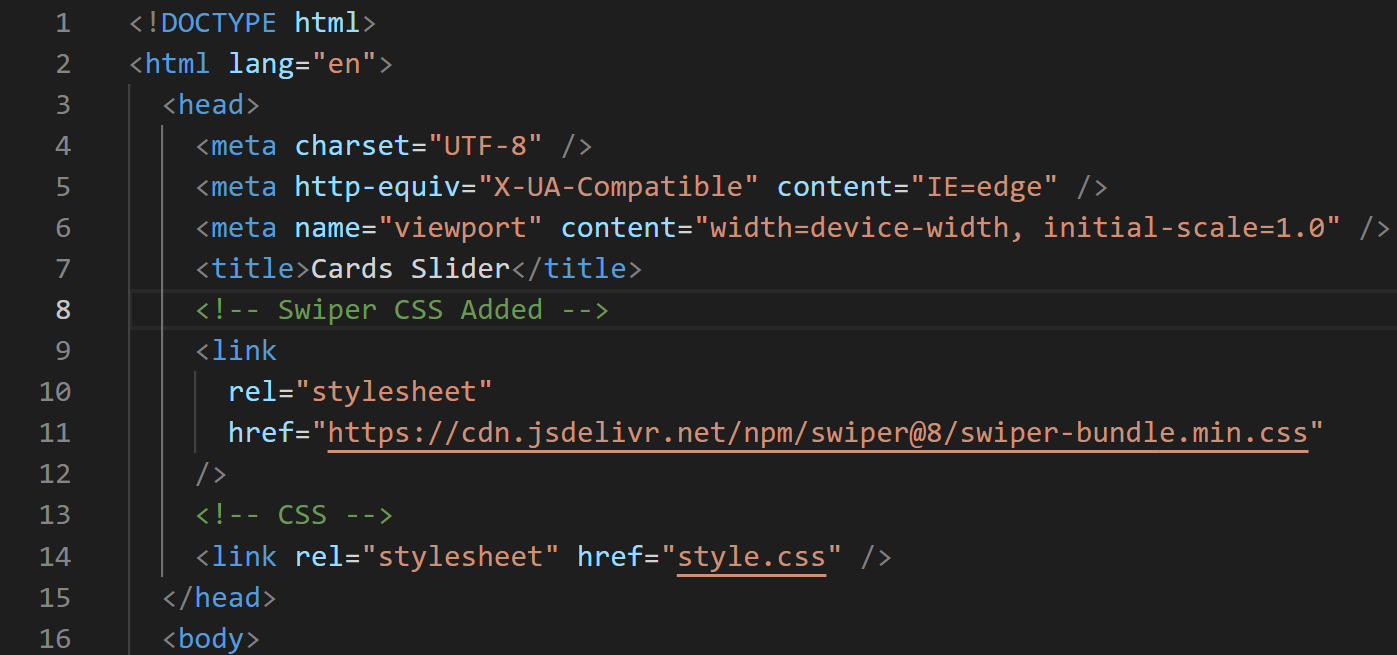 1 <!DOCTYPE html>
2 <html lang="en">
3 <head>
4 <meta charset="UTF-8" />
5 <meta http-equiv="X-UA-Compatible" content="IE=edge" />
6 <meta name="viewport" content="width=device-width, initial-scale=1.0" />
7 <title>Cards Slider</title>
8 <!-- Swiper CSS Added -->
9 <link
10 rel="stylesheet"
11 href="https://cdn.jsdelivr.net/npm/swiper@8/swiper-bundle.min.css"
12 />
13 <!-- CSS -->
14 <link rel="stylesheet" href="style.css" />
15 </head>
16 <body>